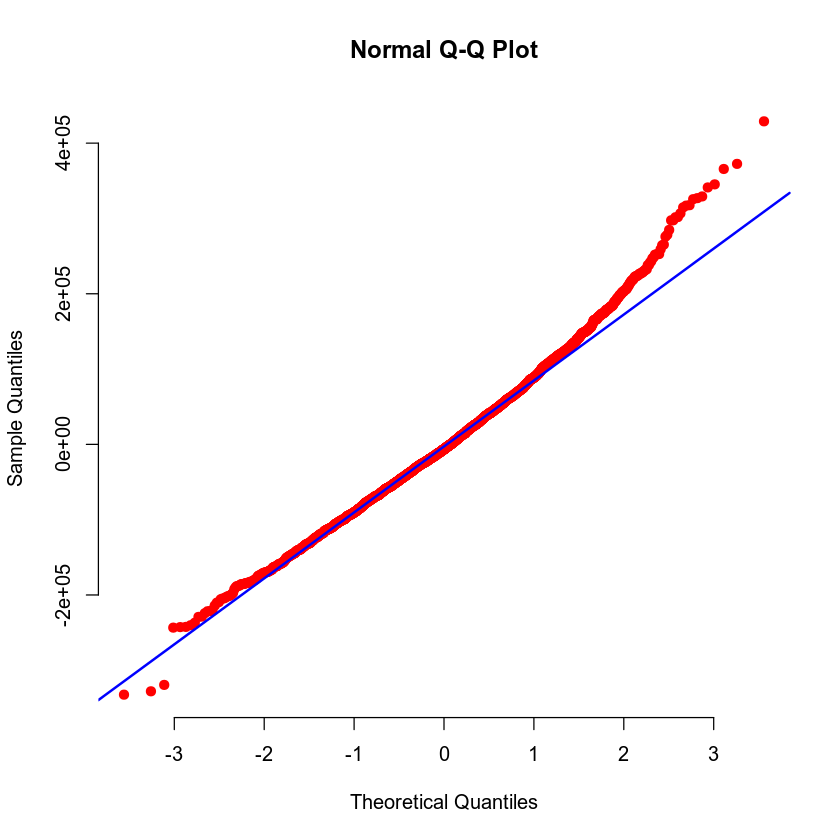 Normal Q-Q Plot
4e+05
2e+05
0e+00
-2e+05
Sample Quantiles
-3 -2 -1 0 1 2 3
Theoretical Quantiles